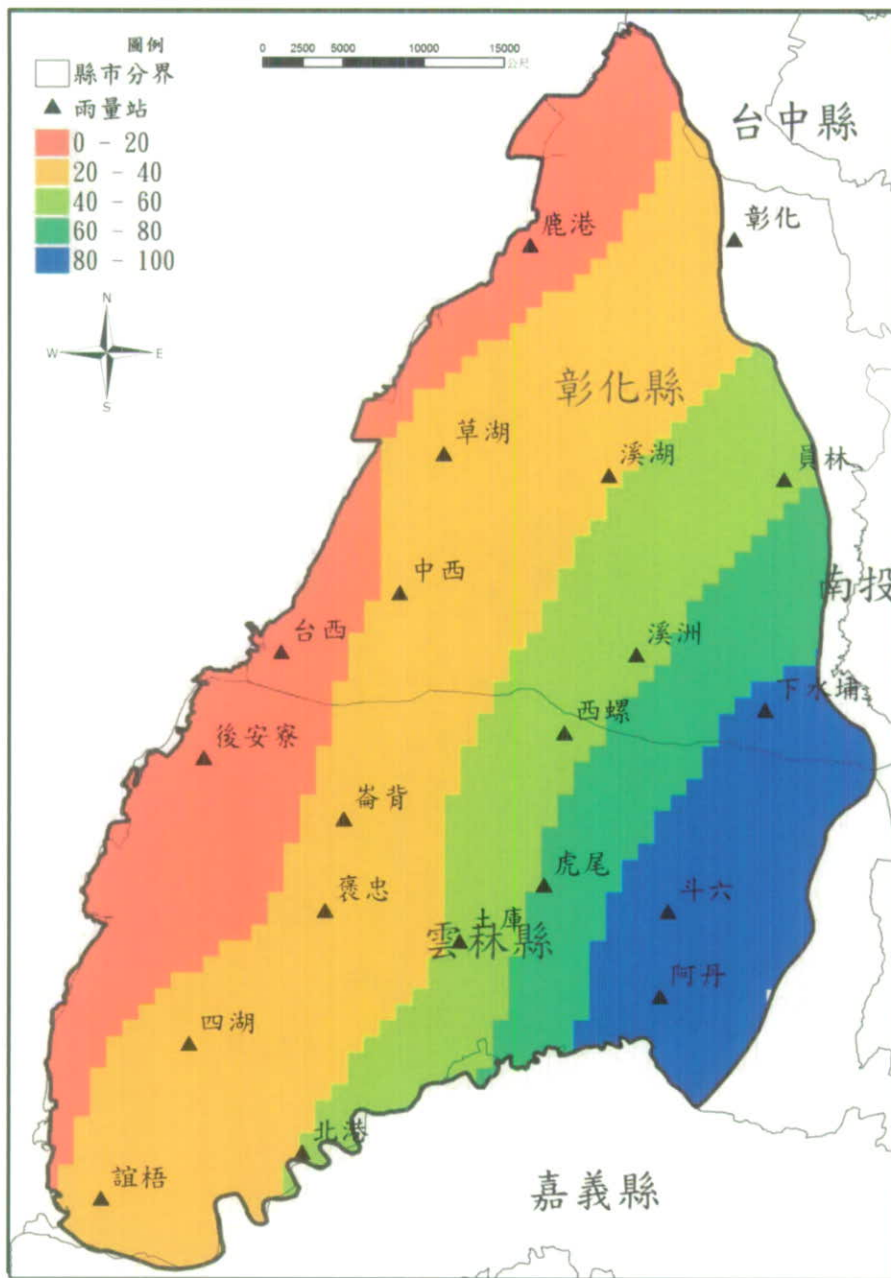 圖例
縣市分界
雨量站
0 - 20
20 - 40
40 - 60
60 - 80
80 - 100
0 2500 5000 10000 15000
公尺
N
W E
S
台中縣
鹿港
彰化
彰化縣
草湖
溪湖
員林
中西
南投
台西
溪洲
下水埔
西螺
後安寮
崙背
虎尾
褒忠
斗六
土庫
雲林縣
阿丹
四湖
北港
誼梧
嘉義縣